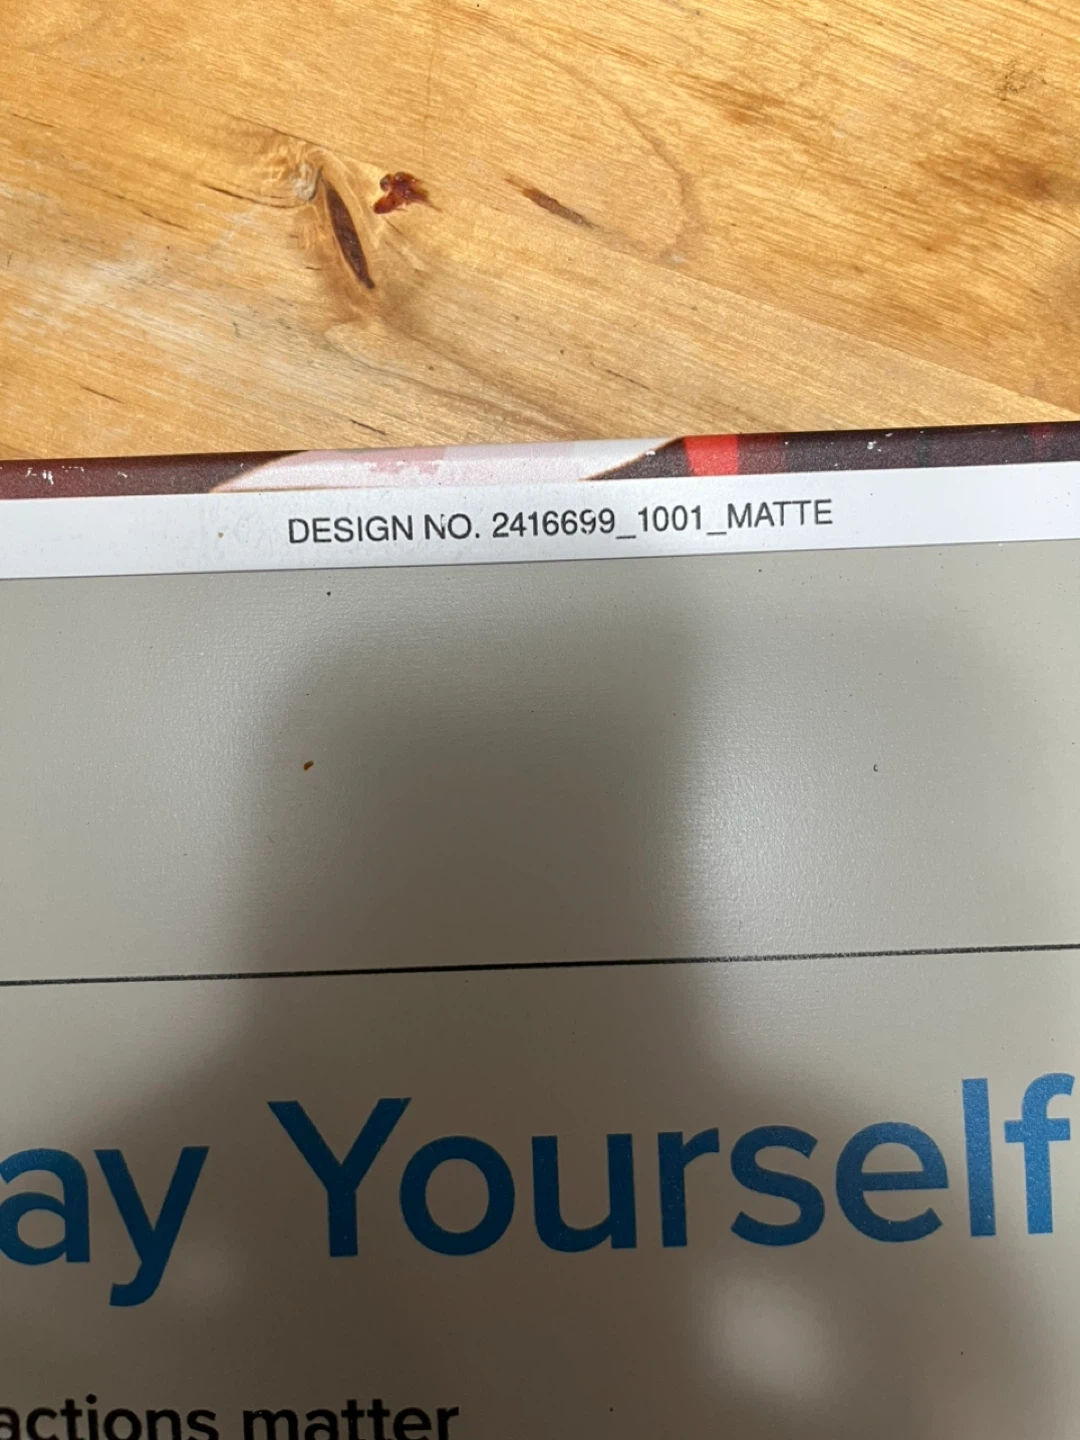 DESIGN NO. 2416699_1001_MATTE
ay Yourself
actions matter